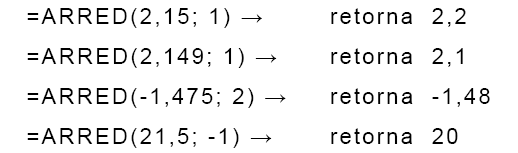 =ARRED(2,15; 1) → retorna 2,2
=ARRED(2,149; 1) → retorna 2,1
=ARRED(-1,475; 2) → retorna -1,48
=ARRED(21,5; -1) → retorna 20